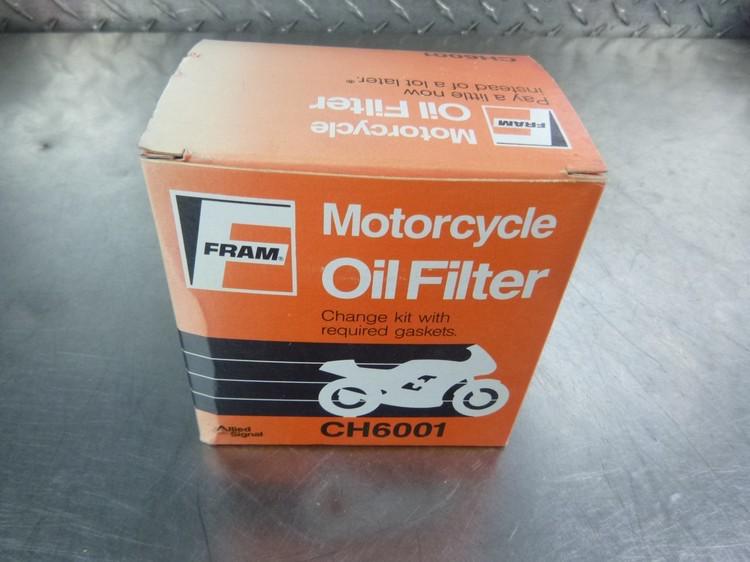 CH6001
Pay a little now
instead of a lot later.®
Motorcycle
Oil Filter
FRAM
FRAM®
Motorcycle
Oil Filter
Change kit with
required gaskets.
Allied
Signal
CH6001